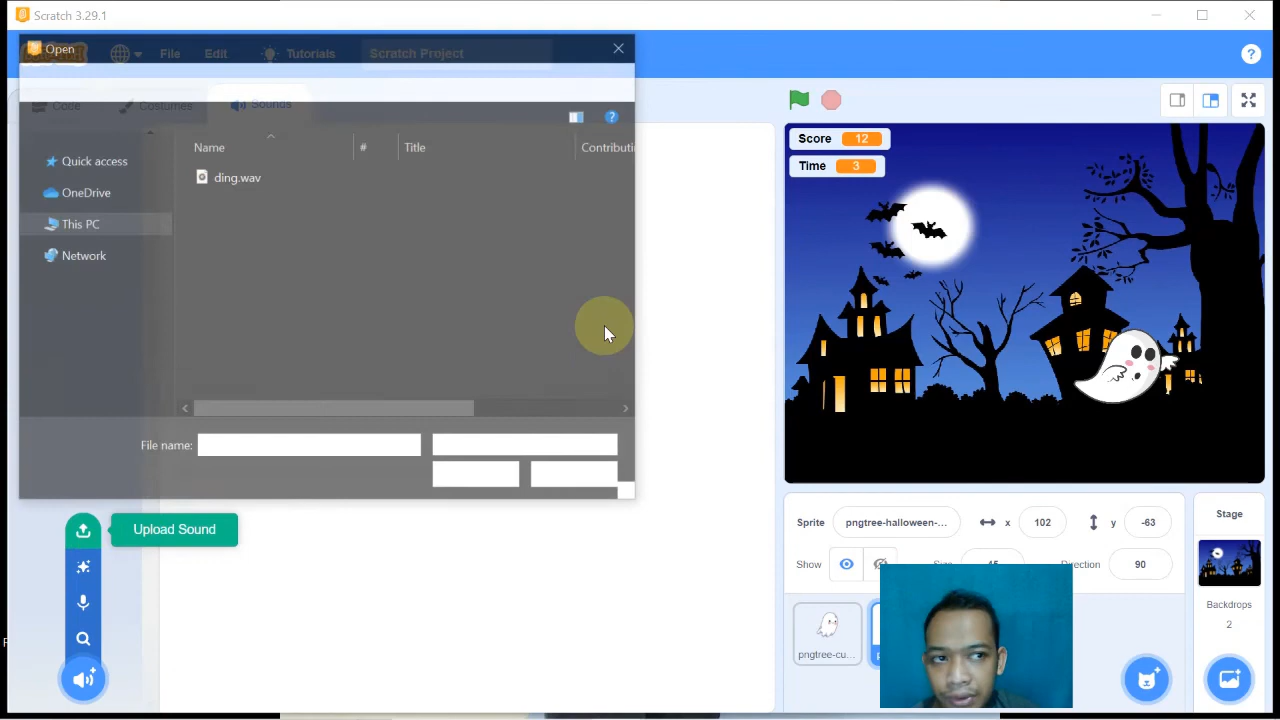 Scratch 3.29.1
Open
File
Edit
Tutorials
Scratch Project
Code
Costumes
Sounds
Name
#
Title
Contributi
Quick access
OneDrive
This PC
Network
ding.wav
File name:
Upload Sound
Score 12
Time 3
Sprite
pngtree-halloween-...
x 102
y -63
Show
Size
45
Direction
90
pngtree-cu...
Stage
Backdrops
2